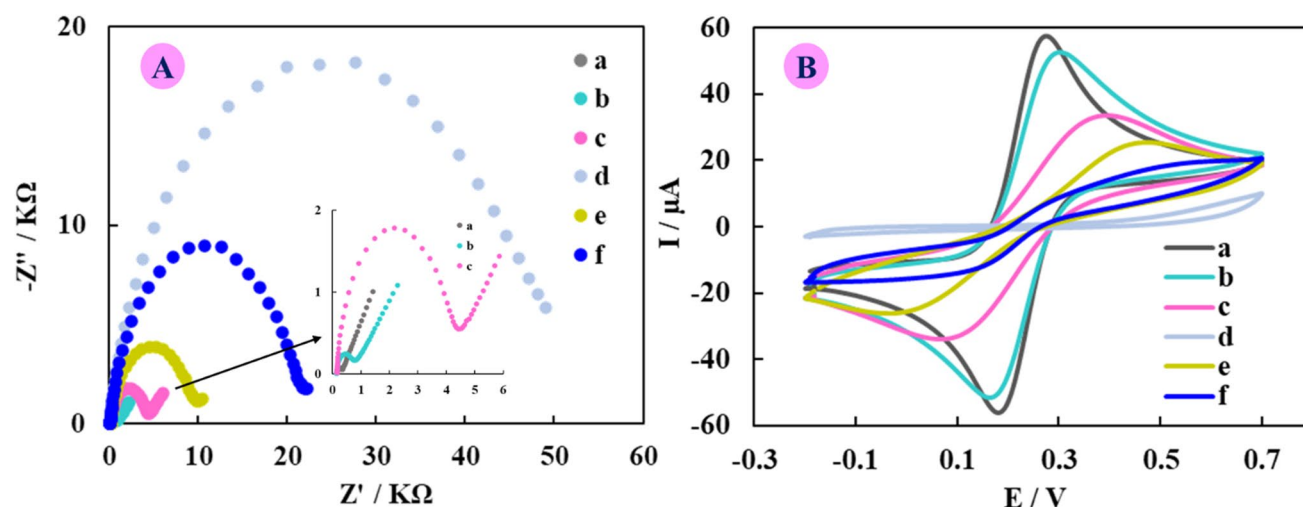 A
20
10
0
-Z" / KΩ
0 10 20 30 40 50 60
Z' / KΩ
a
b
c
d
e
f
2
1
0
0 1 2 3 4 5 6
a
b
c
B
60
40
20
0
-20
-40
-60
I / µA
-0.3 -0.1 0.1 0.3 0.5 0.7
E / V
a
b
c
d
e
f